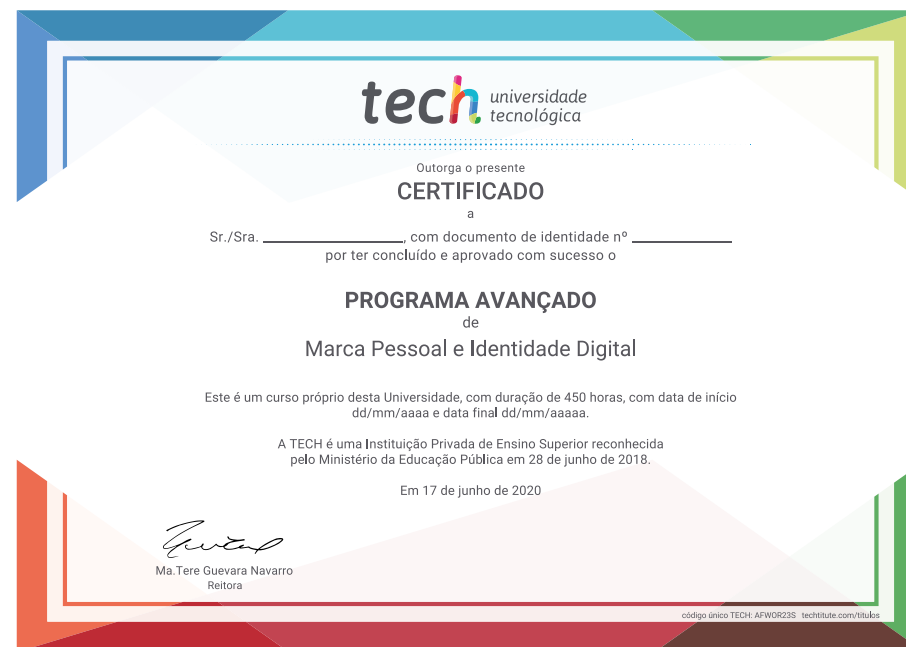 tech universidade
tecnológica
Outorga o presente
CERTIFICADO
a
Sr./Sra. ________________, com documento de identidade nº ____________
por ter concluído e aprovado com sucesso o
PROGRAMA AVANÇADO
de
Marca Pessoal e Identidade Digital
Este é um curso próprio desta Universidade, com duração de 450 horas, com data de início
dd/mm/aaaa e data final dd/mm/aaaaa.
A TECH é uma Instituição Privada de Ensino Superior reconhecida
pelo Ministério da Educação Pública em 28 de junho de 2018.
Em 17 de junho de 2020
Ma.Tere Guevara Navarro
Reitora
código único TECH: AFWOR23S techtitute.com/titulos